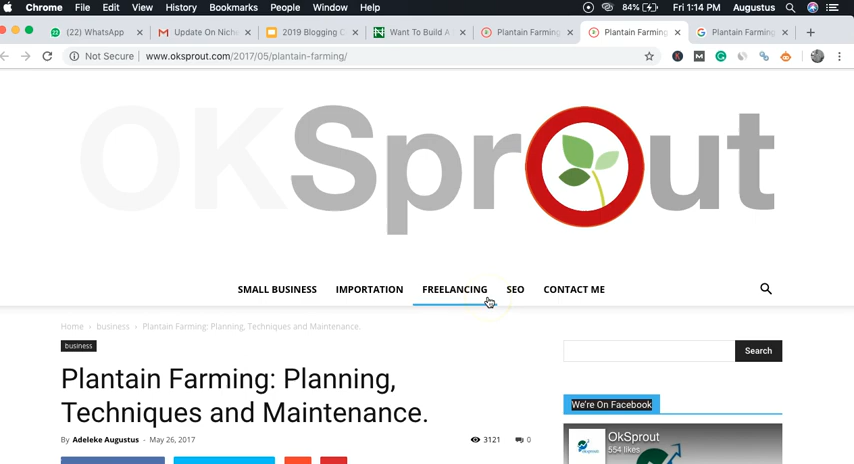 Chrome File Edit View History Bookmarks People Window Help 84% Fri 1:14 PM Augustus
(22) WhatsApp Update On Niche 2019 Blogging C Want To Build A Plantain Farming Plantain Farming Plantain Farming
Not Secure www.oksprout.com/2017/05/plantain-farming/
OKSprout
SMALL BUSINESS IMPORTATION FREELANCING SEO CONTACT ME
Home business Plantain Farming: Planning, Techniques and Maintenance.
business
Search
Plantain Farming: Planning,
Techniques and Maintenance.
We're On Facebook
By Adeleke Augustus - May 26, 2017 3121 0
OkSprout
554 likes